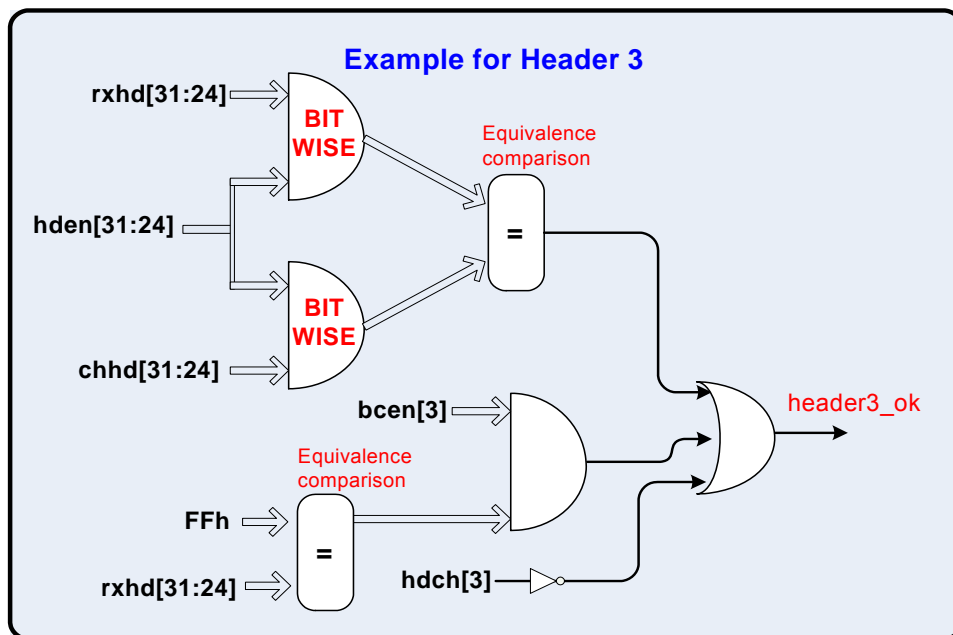 Example for Header 3
rxhd[31:24]
BIT
WISE
Equivalence
comparison
hden[31:24]
=
BIT
WISE
chhd[31:24]
bcen[3]
header3_ok
Equivalence
comparison
FFh
=
rxhd[31:24]
hdch[3]